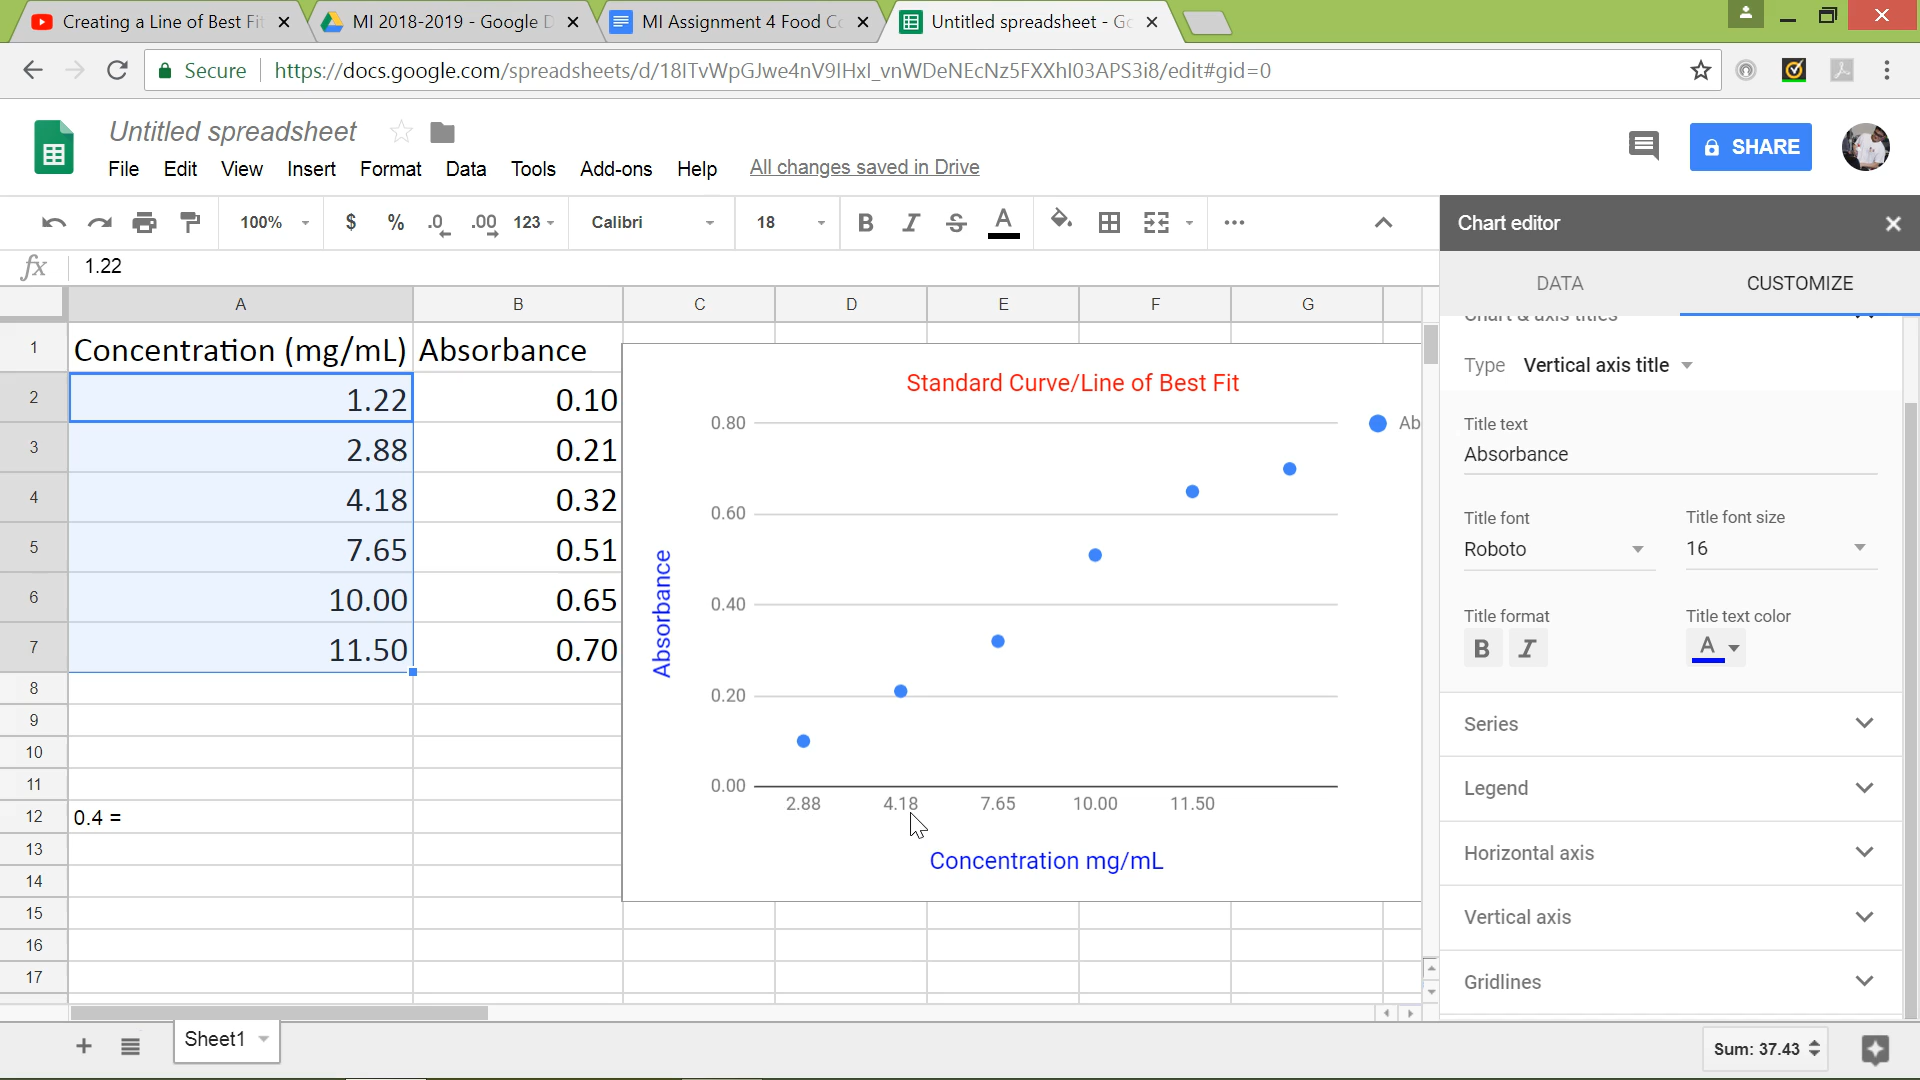 Creating a Line of Best Fi
MI 2018-2019 - Google D
MI Assignment 4 Food C
Untitled spreadsheet - Go
Secure
https://docs.google.com/spreadsheets/d/18ITvWpGJwe4nV9IHxI_vnWDeNEcNz5FXXhI03APS3i8/edit#gid=0
Untitled spreadsheet
File Edit View Insert Format Data Tools Add-ons Help All changes saved in Drive
SHARE
100% $ % .0 .00 123 Calibri 18 B I S A
fx 1.22
A B C D E F G
1 Concentration (mg/mL) Absorbance
2 1.22 0.10
3 2.88 0.21
4 4.18 0.32
5 7.65 0.51
6 10.00 0.65
7 11.50 0.70
8
9
10
11
12 0.4 =
13
14
15
16
17
Standard Curve/Line of Best Fit
0.80
0.60
0.40
0.20
0.00
Ab
Absorbance
2.88 4.18 7.65 10.00 11.50
Concentration mg/mL
Chart editor
DATA CUSTOMIZE
Chart & axis titles
Type Vertical axis title
Title text
Absorbance
Title font Title font size
Roboto 16
Title format Title text color
B I A
Series
Legend
Horizontal axis
Vertical axis
Gridlines
Sheet1
Sum: 37.43